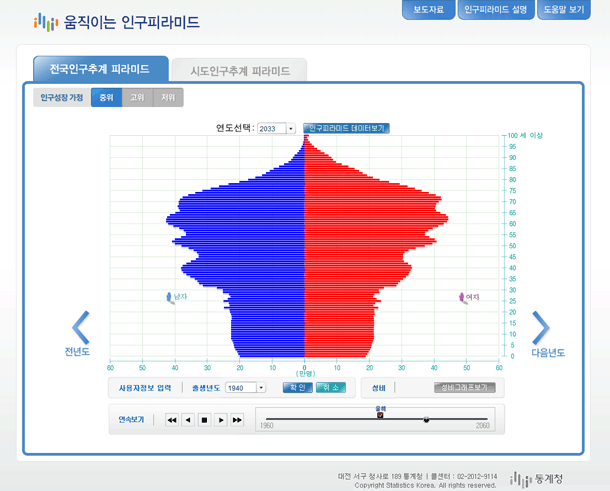 보도자료 인구피라미드 설명 도움말 보기
움직이는 인구피라미드
전국인구추계 피라미드 시도인구추계 피라미드
인구성장 가정 중위 고위 저위
연도선택: 2033 인구피라미드 데이터보기
100 세 이상
95
90
85
80
75
70
65
60
55
50
45
40
35
30
25
20
15
10
5
0
남자 여자
전년도 다음년도
60 50 40 30 20 10 0 10 20 30 40 50 60
(만명)
사용자정보 입력 출생년도 1940 확 인 취 소 성비 성비그래프보기
연속보기 올해
1960 2060
대전 서구 청사로 189 통계청 | 콜센터 : 02-2012-9114
Copyright Statistics Korea. All rights reserved.
통계청